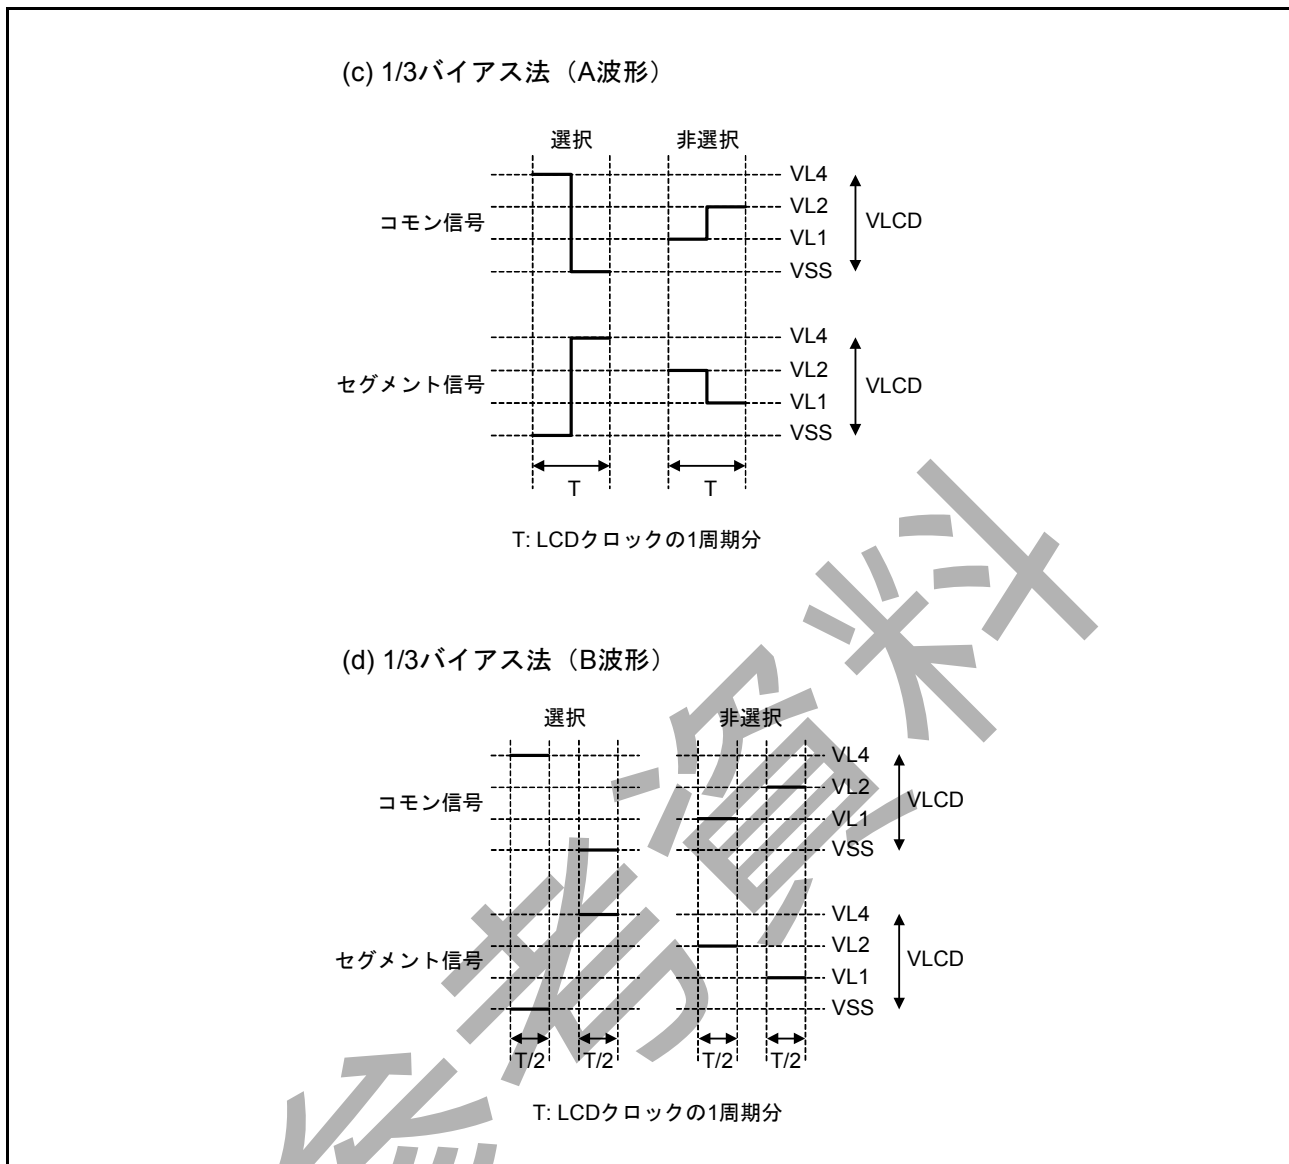 (c) 1/3バイアス法（A波形）
選択 非選択
コモン信号
VL4
VL2
VL1
VSS
VLCD
セグメント信号
VL4
VL2
VL1
VSS
VLCD
T T
T: LCDクロックの1周期分
(d) 1/3バイアス法（B波形）
選択 非選択
コモン信号
VL4
VL2
VL1
VSS
VLCD
セグメント信号
VL4
VL2
VL1
VSS
VLCD
T/2 T/2 T/2 T/2
T: LCDクロックの1周期分
参考資料